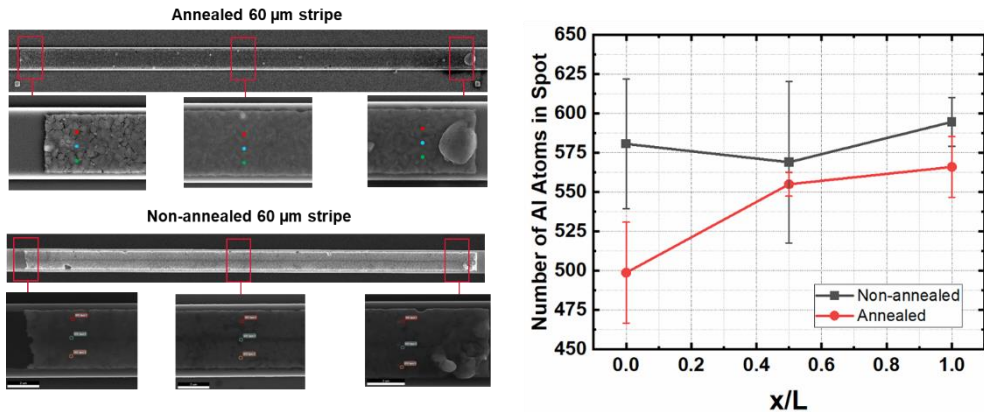 Annealed 60 µm stripe
Non-annealed 60 µm stripe
Number of Al Atoms in Spot
650
625
600
575
550
525
500
475
450
Non-annealed
Annealed
0.0
0.2
0.4
0.6
0.8
1.0
x/L